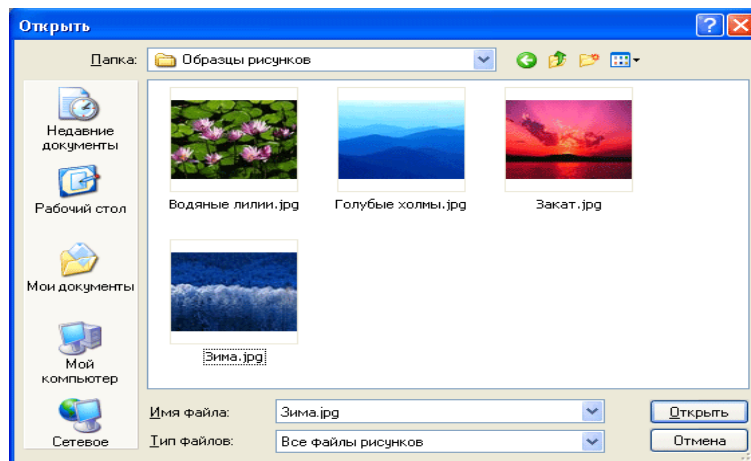 Открыть
Папка:
Образцы рисунков
Недавние
документы
Рабочий стол
Мои документы
Мой
компьютер
Сетевое
Водяные лилии.jpg
Голубые холмы.jpg
Закат.jpg
Зима.jpg
Имя файла:
Зима.jpg
Открыть
Тип файлов:
Все файлы рисунков
Отмена